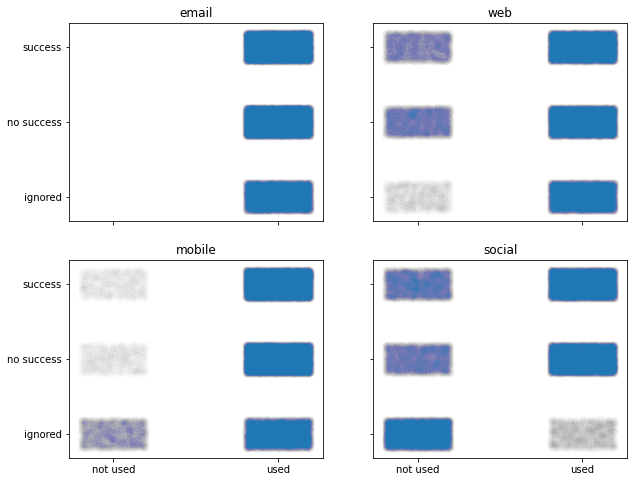 email
web
success
no success
ignored
mobile
social
success
no success
ignored
not used
used
not used
used